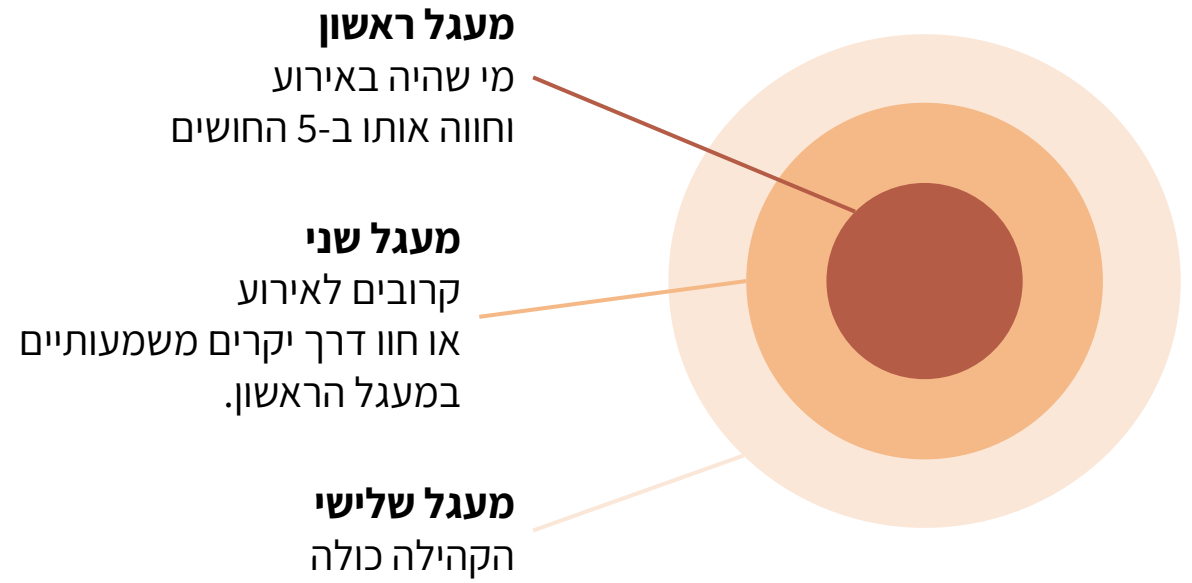 מעגל ראשון
מי שהיה באירוע
וחווה אותו ב-5 החושים
מעגל שני
קרובים לאירוע
או חוו דרך יקרים משמעותיים
במעגל הראשון.
מעגל שלישי
הקהילה כולה